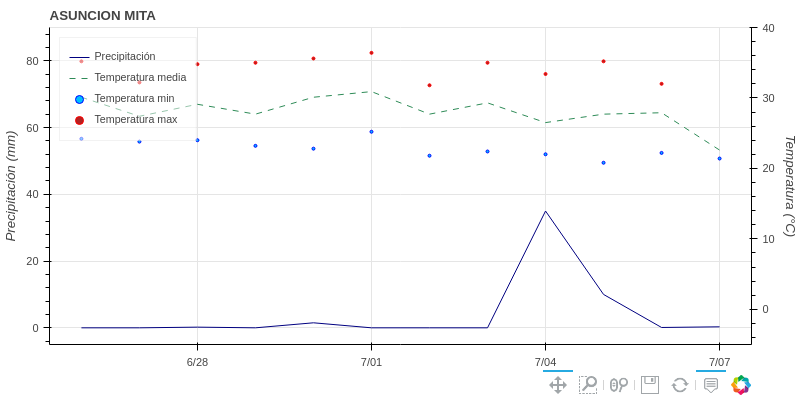 ASUNCION MITA
Precipitación
Temperatura media
Temperatura min
Temperatura max
Precipitación (mm)
80
60
40
20
0
Temperatura (°C)
40
30
20
10
0
6/28
7/01
7/04
7/07